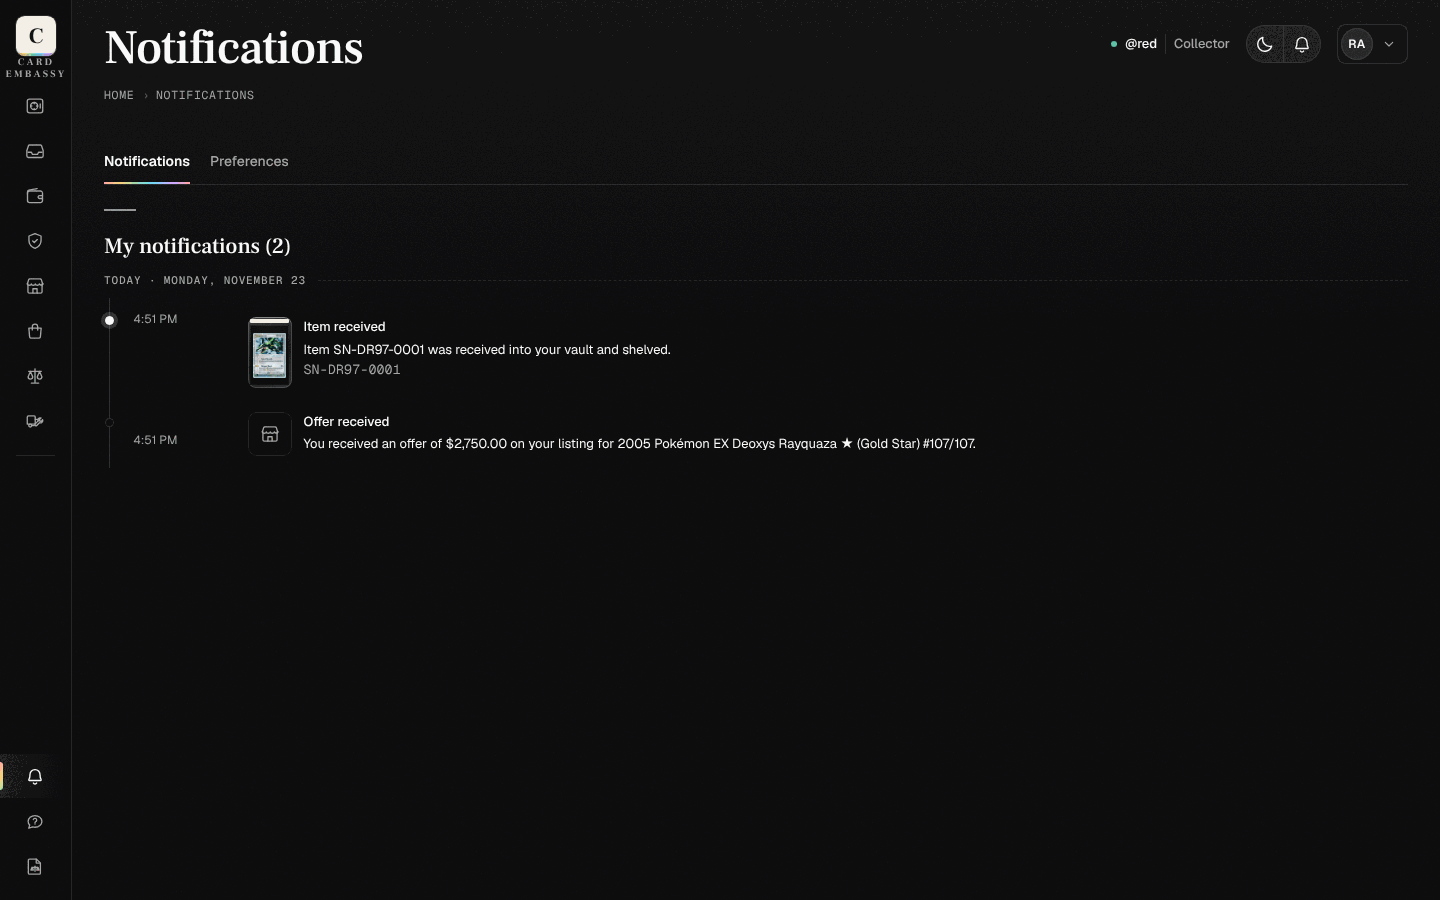 C
CARD
EMBASSY
Notifications
@red
Collector
RA
HOME › NOTIFICATIONS
Notifications
Preferences
My notifications (2)
TODAY · MONDAY, NOVEMBER 23
4:51 PM
Item received
Item SN-DR97-0001 was received into your vault and shelved.
SN-DR97-0001
4:51 PM
Offer received
You received an offer of $2,750.00 on your listing for 2005 Pokémon EX Deoxys Rayquaza ★ (Gold Star) #107/107.